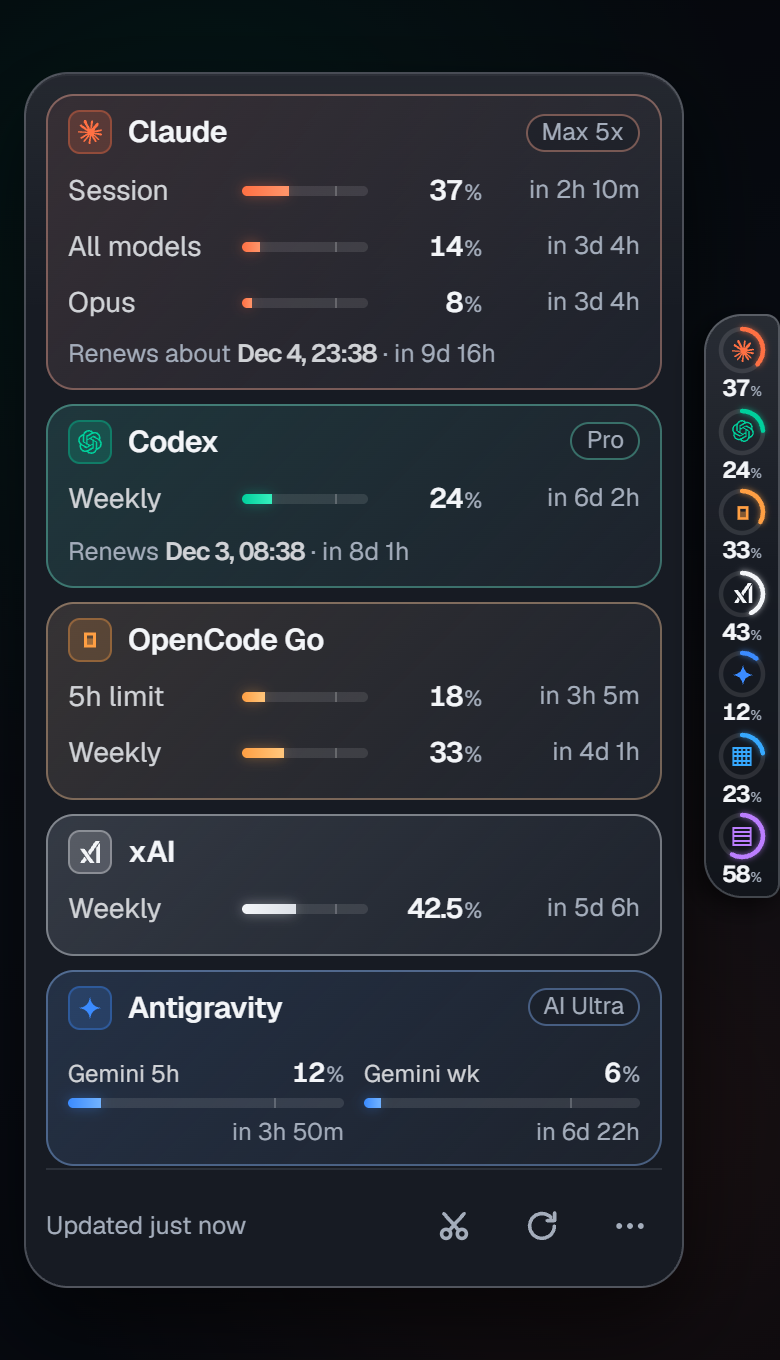 Claude
Max 5x
Session 37% in 2h 10m
All models 14% in 3d 4h
Opus 8% in 3d 4h
Renews about Dec 4, 23:38 · in 9d 16h
Codex
Pro
Weekly 24% in 6d 2h
Renews Dec 3, 08:38 · in 8d 1h
OpenCode Go
5h limit 18% in 3h 5m
Weekly 33% in 4d 1h
xAI
Weekly 42.5% in 5d 6h
Antigravity
AI Ultra
Gemini 5h 12%
in 3h 50m
Gemini wk 6%
in 6d 22h
Updated just now
37%
24%
33%
43%
12%
23%
58%